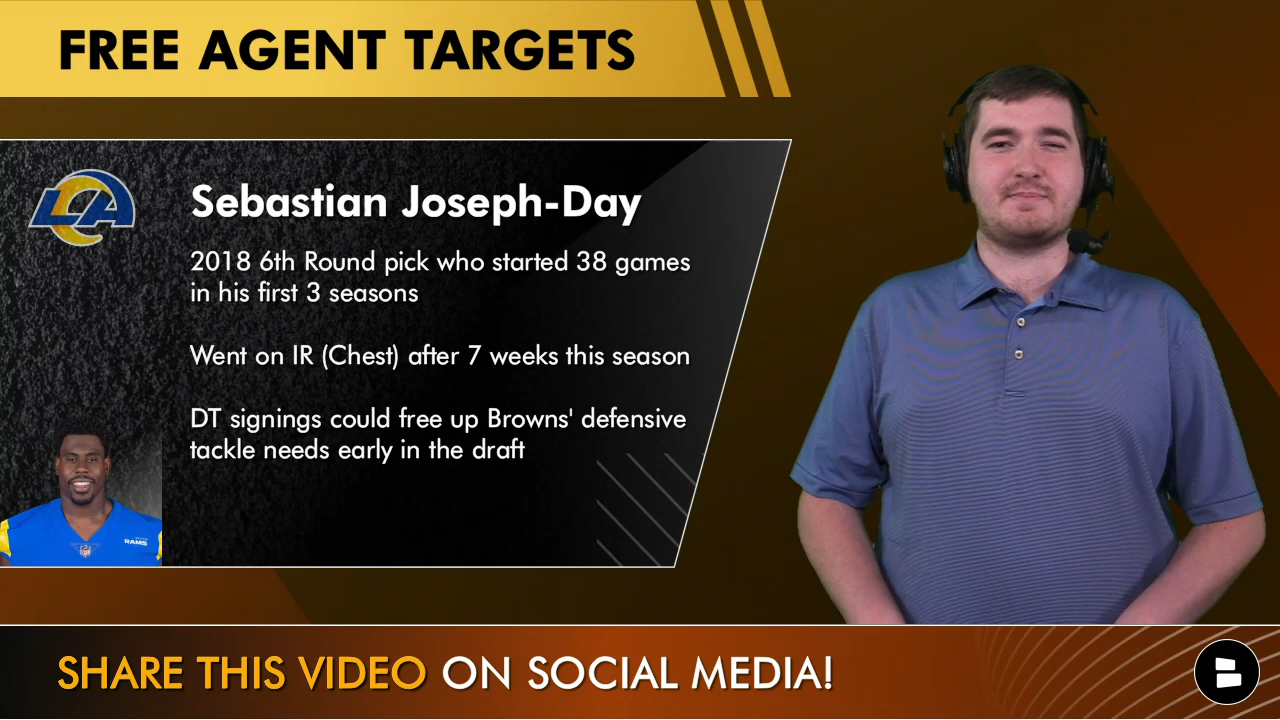 FREE AGENT TARGETS
LA
Sebastian Joseph-Day
2018 6th Round pick who started 38 games
in his first 3 seasons
Went on IR (Chest) after 7 weeks this season
DT signings could free up Browns' defensive
tackle needs early in the draft
RAMS
SHARE THIS VIDEO ON SOCIAL MEDIA!